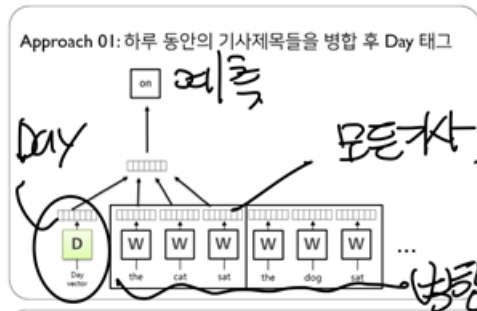 Approach 01: 하루 동안의 기사제목들을 병합 후 Day 태그
on 예측
Day 모든기사
D W W W W W W ...
Day vector the cat sat the dog sat
병합